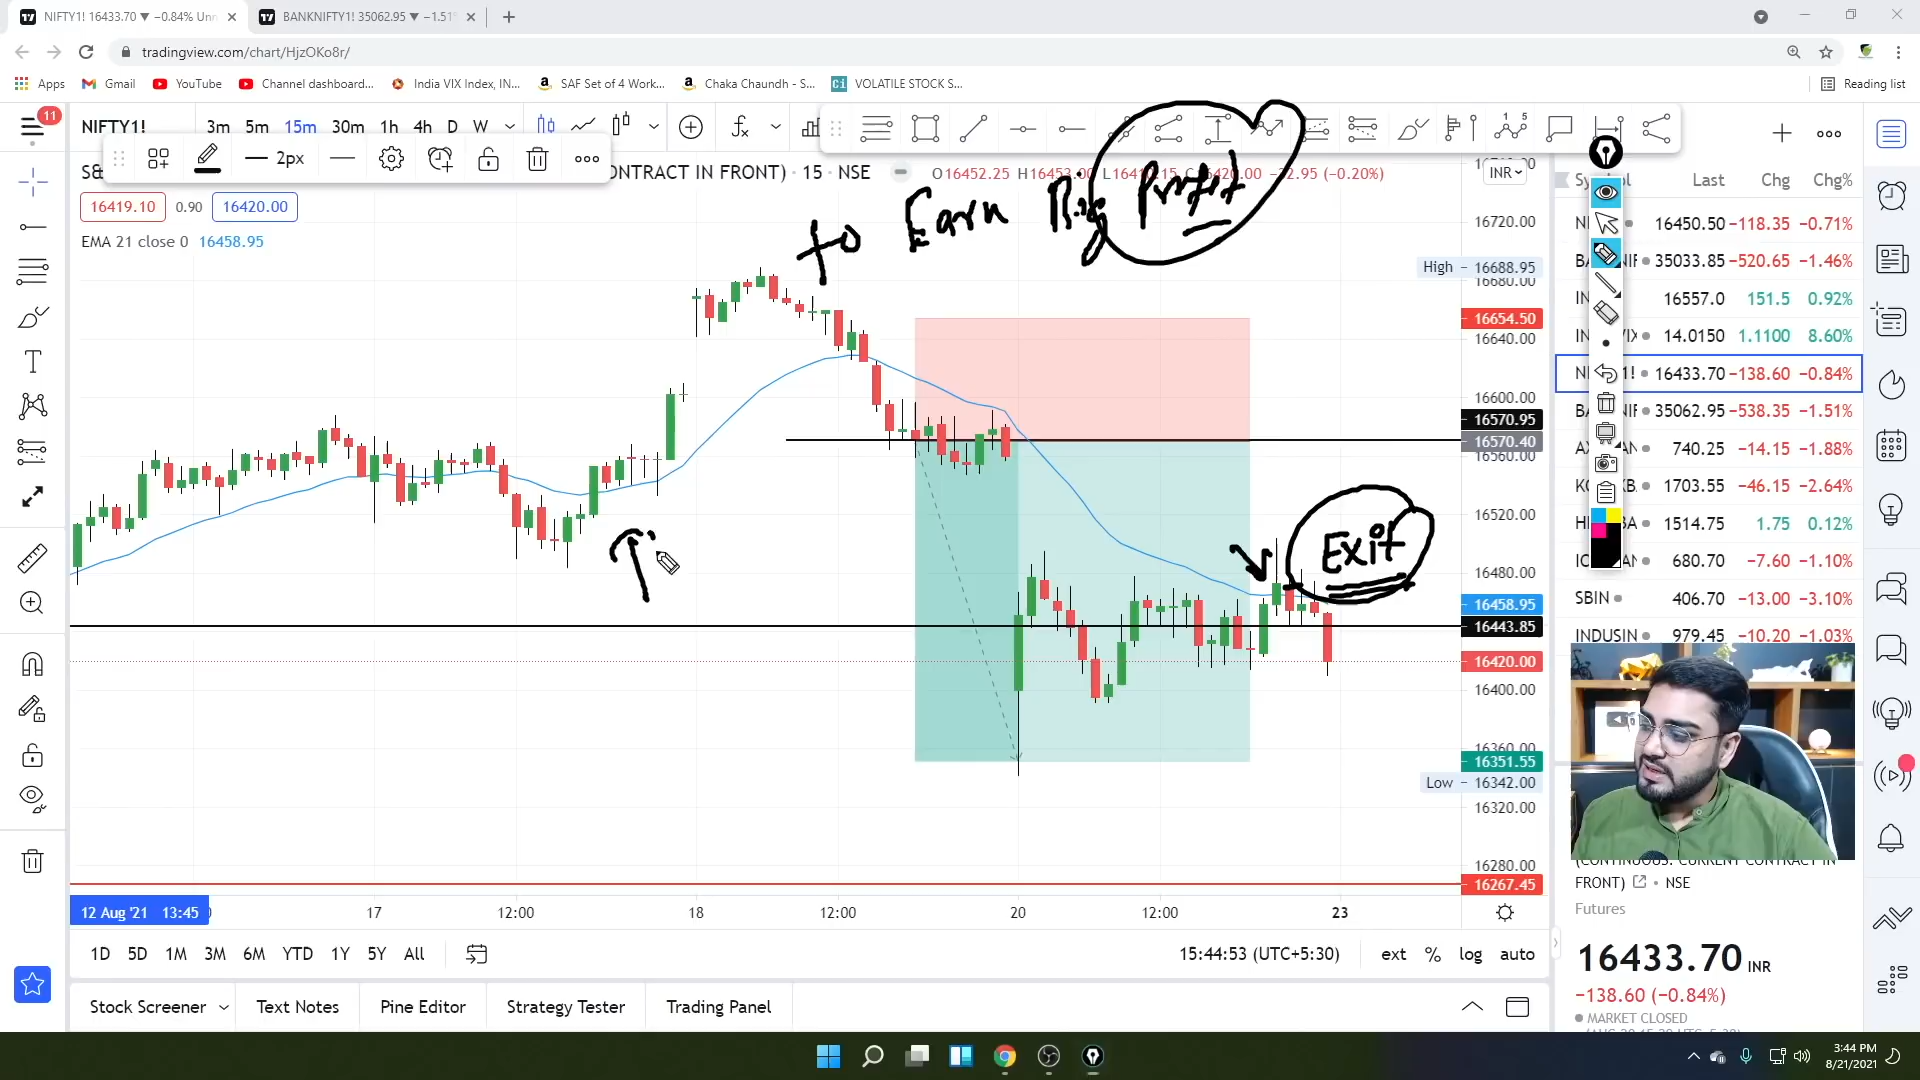 NIFTY1! 16433.70 ▼ −0.84% Unn
BANKNIFTY1! 35062.95 ▼ −1.51%
tradingview.com/chart/HjzOKo8r/
Apps Gmail YouTube Channel dashboard... India VIX Index, IN... SAF Set of 4 Work... Chaka Chaundh - S... VOLATILE STOCK S... Reading list
11
NIFTY1! 3m 5m 15m 30m 1h 4h D W
2px
ONTRACT IN FRONT) · 15 · NSE
16419.10 0.90 16420.00
EMA 21 close 0 16458.95
to Earn Big Profit
Exit
INR
16720.00
High 16688.95
16680.00
16654.50
16640.00
16600.00
16570.95
16570.40
16560.00
16520.00
16480.00
16458.95
16443.85
16420.00
16400.00
16360.00
16351.55
Low 16342.00
16320.00
16280.00
16267.45
12 Aug '21 13:45 17 12:00 18 12:00 20 12:00 23
1D 5D 1M 3M 6M YTD 1Y 5Y All
15:44:53 (UTC+5:30) ext % log auto
Stock Screener Text Notes Pine Editor Strategy Tester Trading Panel
Last Chg Chg%
16450.50 −118.35 −0.71%
35033.85 −520.65 −1.46%
16557.0 151.5 0.92%
14.0150 1.1100 8.60%
16433.70 −138.60 −0.84%
35062.95 −538.35 −1.51%
740.25 −14.15 −1.88%
1703.55 −46.15 −2.64%
1514.75 1.75 0.12%
680.70 −7.60 −1.10%
SBIN 406.70 −13.00 −3.10%
INDUSIN 979.45 −10.20 −1.03%
(CONTINUOUS: CURRENT CONTRACT IN
FRONT) · NSE
Futures
16433.70 INR
−138.60 (−0.84%)
MARKET CLOSED
3:44 PM
8/21/2021